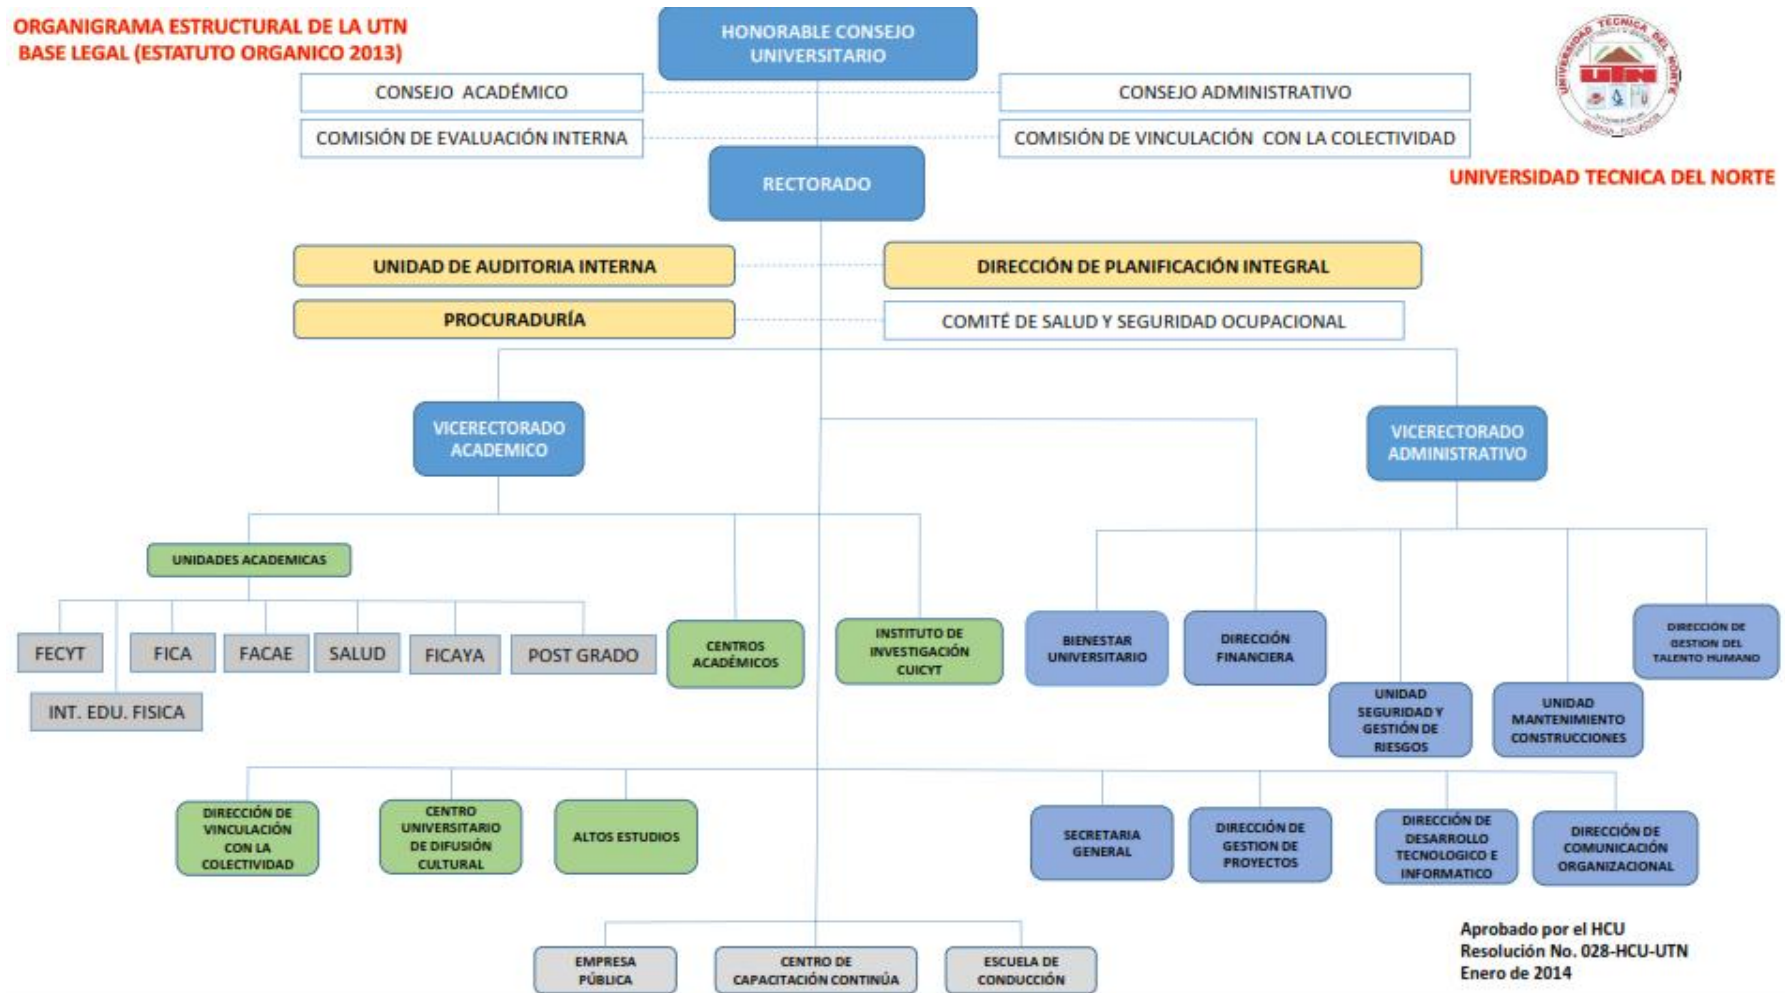 ORGANIGRAMA ESTRUCTURAL DE LA UTN
BASE LEGAL (ESTATUTO ORGANICO 2013)
HONORABLE CONSEJO
UNIVERSITARIO
UNIVERSIDAD TECNICA DEL NORTE
UTN
IBARRA - ECUADOR
CONSEJO ACADÉMICO
CONSEJO ADMINISTRATIVO
COMISIÓN DE EVALUACIÓN INTERNA
COMISIÓN DE VINCULACIÓN CON LA COLECTIVIDAD
RECTORADO
UNIVERSIDAD TECNICA DEL NORTE
UNIDAD DE AUDITORIA INTERNA
DIRECCIÓN DE PLANIFICACIÓN INTEGRAL
PROCURADURÍA
COMITÉ DE SALUD Y SEGURIDAD OCUPACIONAL
VICERECTORADO
ACADEMICO
VICERECTORADO
ADMINISTRATIVO
UNIDADES ACADEMICAS
FECYT
FICA
FACAE
SALUD
FICAYA
POST GRADO
INT. EDU. FISICA
CENTROS
ACADÉMICOS
INSTITUTO DE
INVESTIGACIÓN
CUICYT
BIENESTAR
UNIVERSITARIO
DIRECCIÓN
FINANCIERA
UNIDAD
SEGURIDAD Y
GESTIÓN DE
RIESGOS
UNIDAD
MANTENIMIENTO
CONSTRUCCIONES
DIRECCIÓN DE
GESTION DEL
TALENTO HUMANO
DIRECCIÓN DE
VINCULACIÓN
CON LA
COLECTIVIDAD
CENTRO
UNIVERSITARIO
DE DIFUSIÓN
CULTURAL
ALTOS ESTUDIOS
SECRETARIA
GENERAL
DIRECCIÓN DE
GESTION DE
PROYECTOS
DIRECCIÓN DE
DESARROLLO
TECNOLOGICO E
INFORMATICO
DIRECCIÓN DE
COMUNICACIÓN
ORGANIZACIONAL
EMPRESA
PÚBLICA
CENTRO DE
CAPACITACIÓN CONTINÚA
ESCUELA DE
CONDUCCIÓN
Aprobado por el HCU
Resolución No. 028-HCU-UTN
Enero de 2014